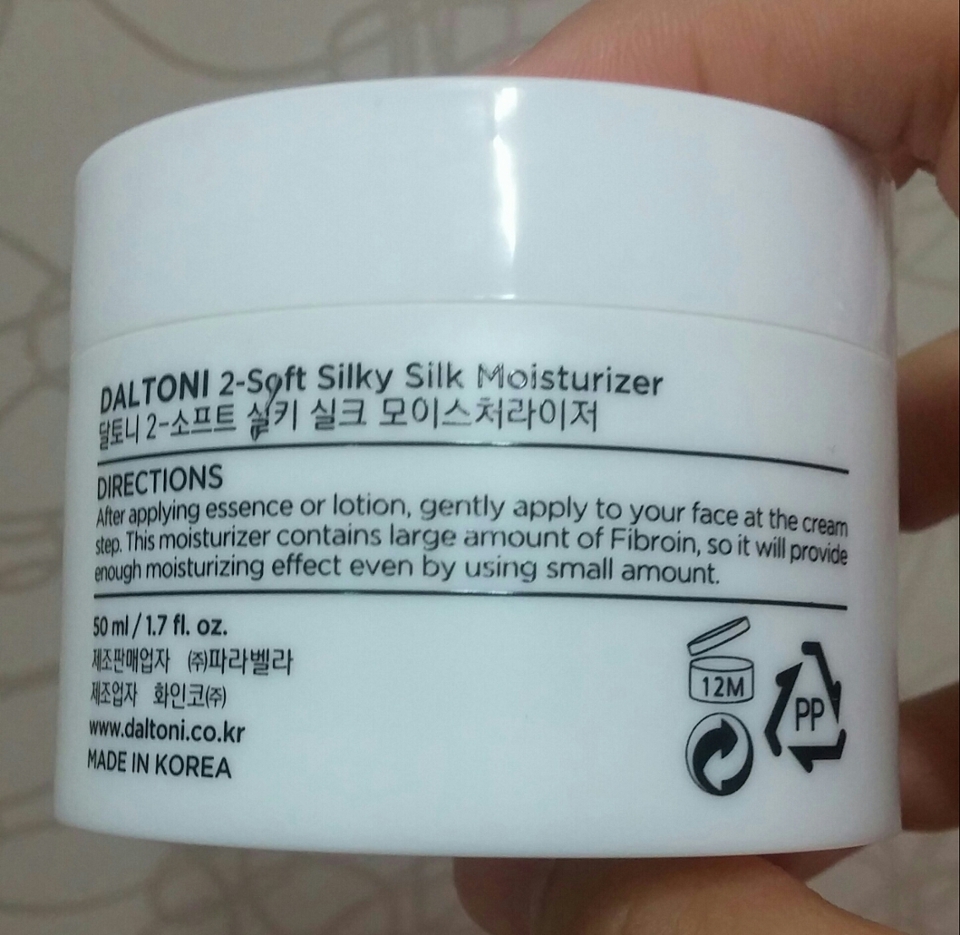 DALTONI 2-Soft Silky Silk Moisturizer
달토니 2-소프트 실키 실크 모이스처라이저
DIRECTIONS
After applying essence or lotion, gently apply to your face at the cream
step. This moisturizer contains large amount of Fibroin, so it will provide
enough moisturizing effect even by using small amount.
50 ml / 1.7 fl. oz.
제조판매업자 ㈜파라벨라
제조업자 화인코㈜
www.daltoni.co.kr
MADE IN KOREA
12M
PP